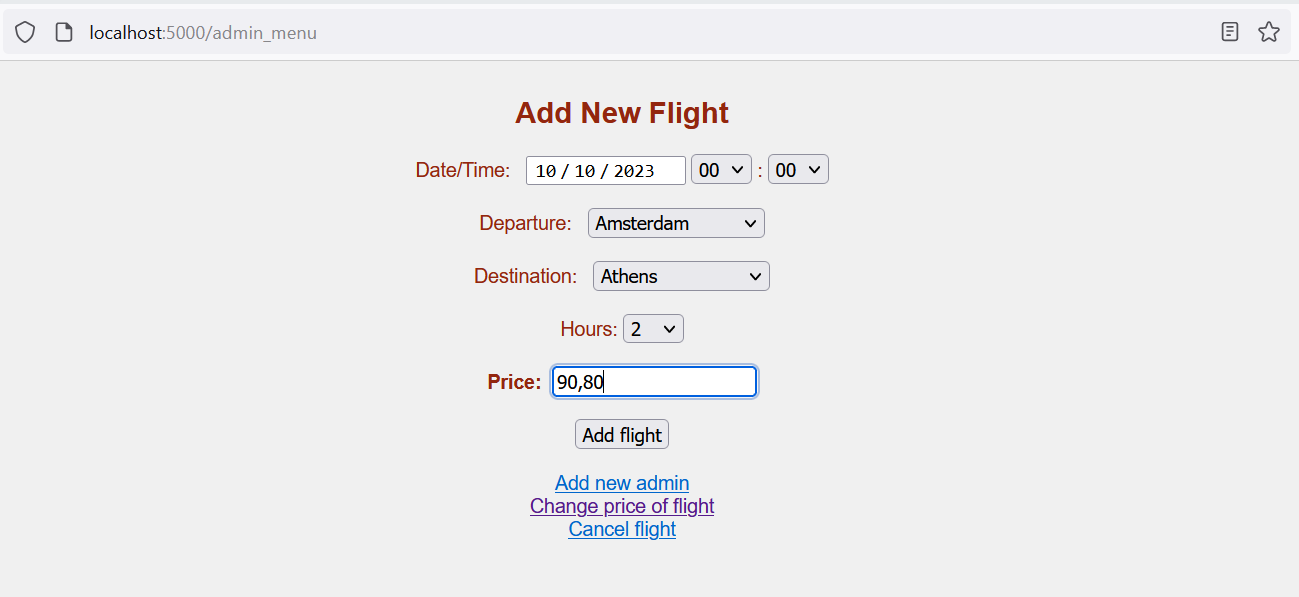 localhost:5000/admin_menu
Add New Flight
Date/Time: 10 / 10 / 2023 00 : 00
Departure: Amsterdam
Destination: Athens
Hours: 2
Price: 90,80
Add flight
Add new admin
Change price of flight
Cancel flight